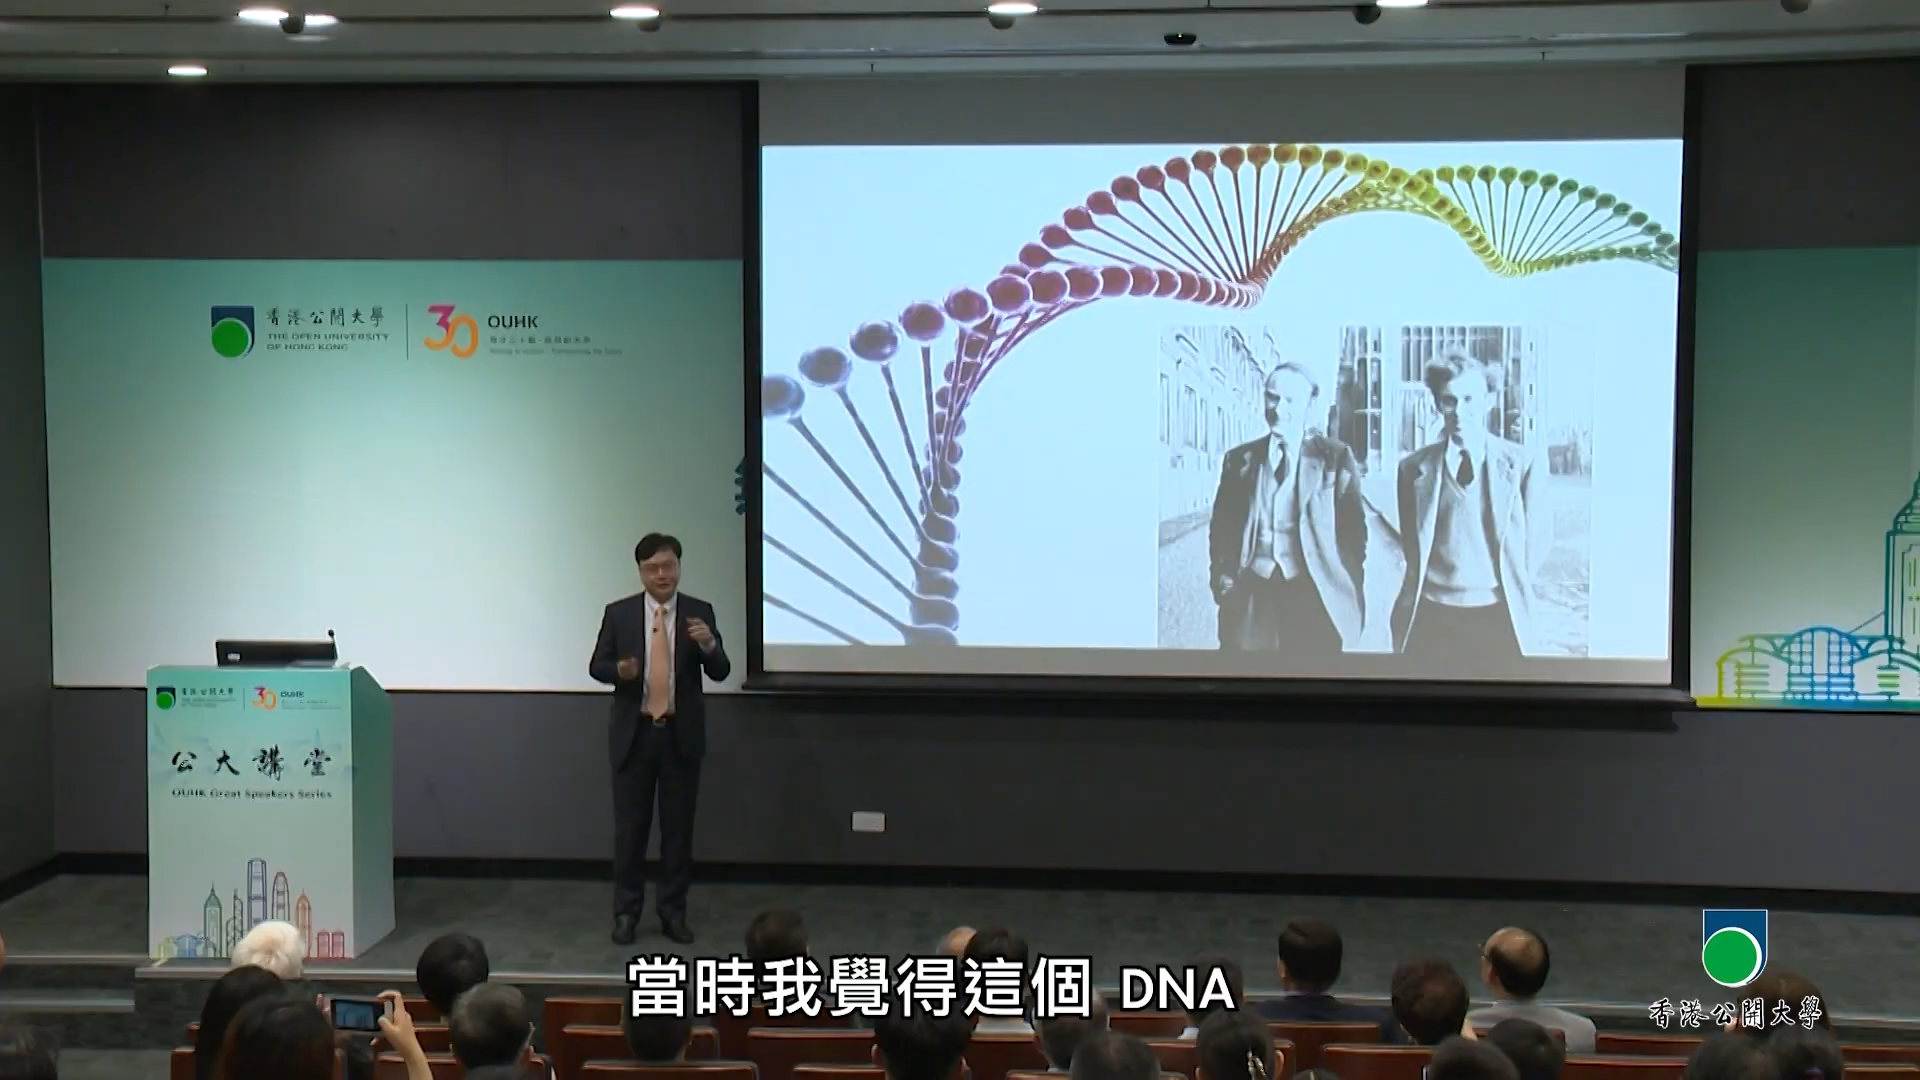 香港公開大學
THE OPEN UNIVERSITY
OF HONG KONG
30
OUHK
香港公開大學
30
OUHK
公大講堂
OUHK Great Speakers Series
當時我覺得這個 DNA
香港公開大學